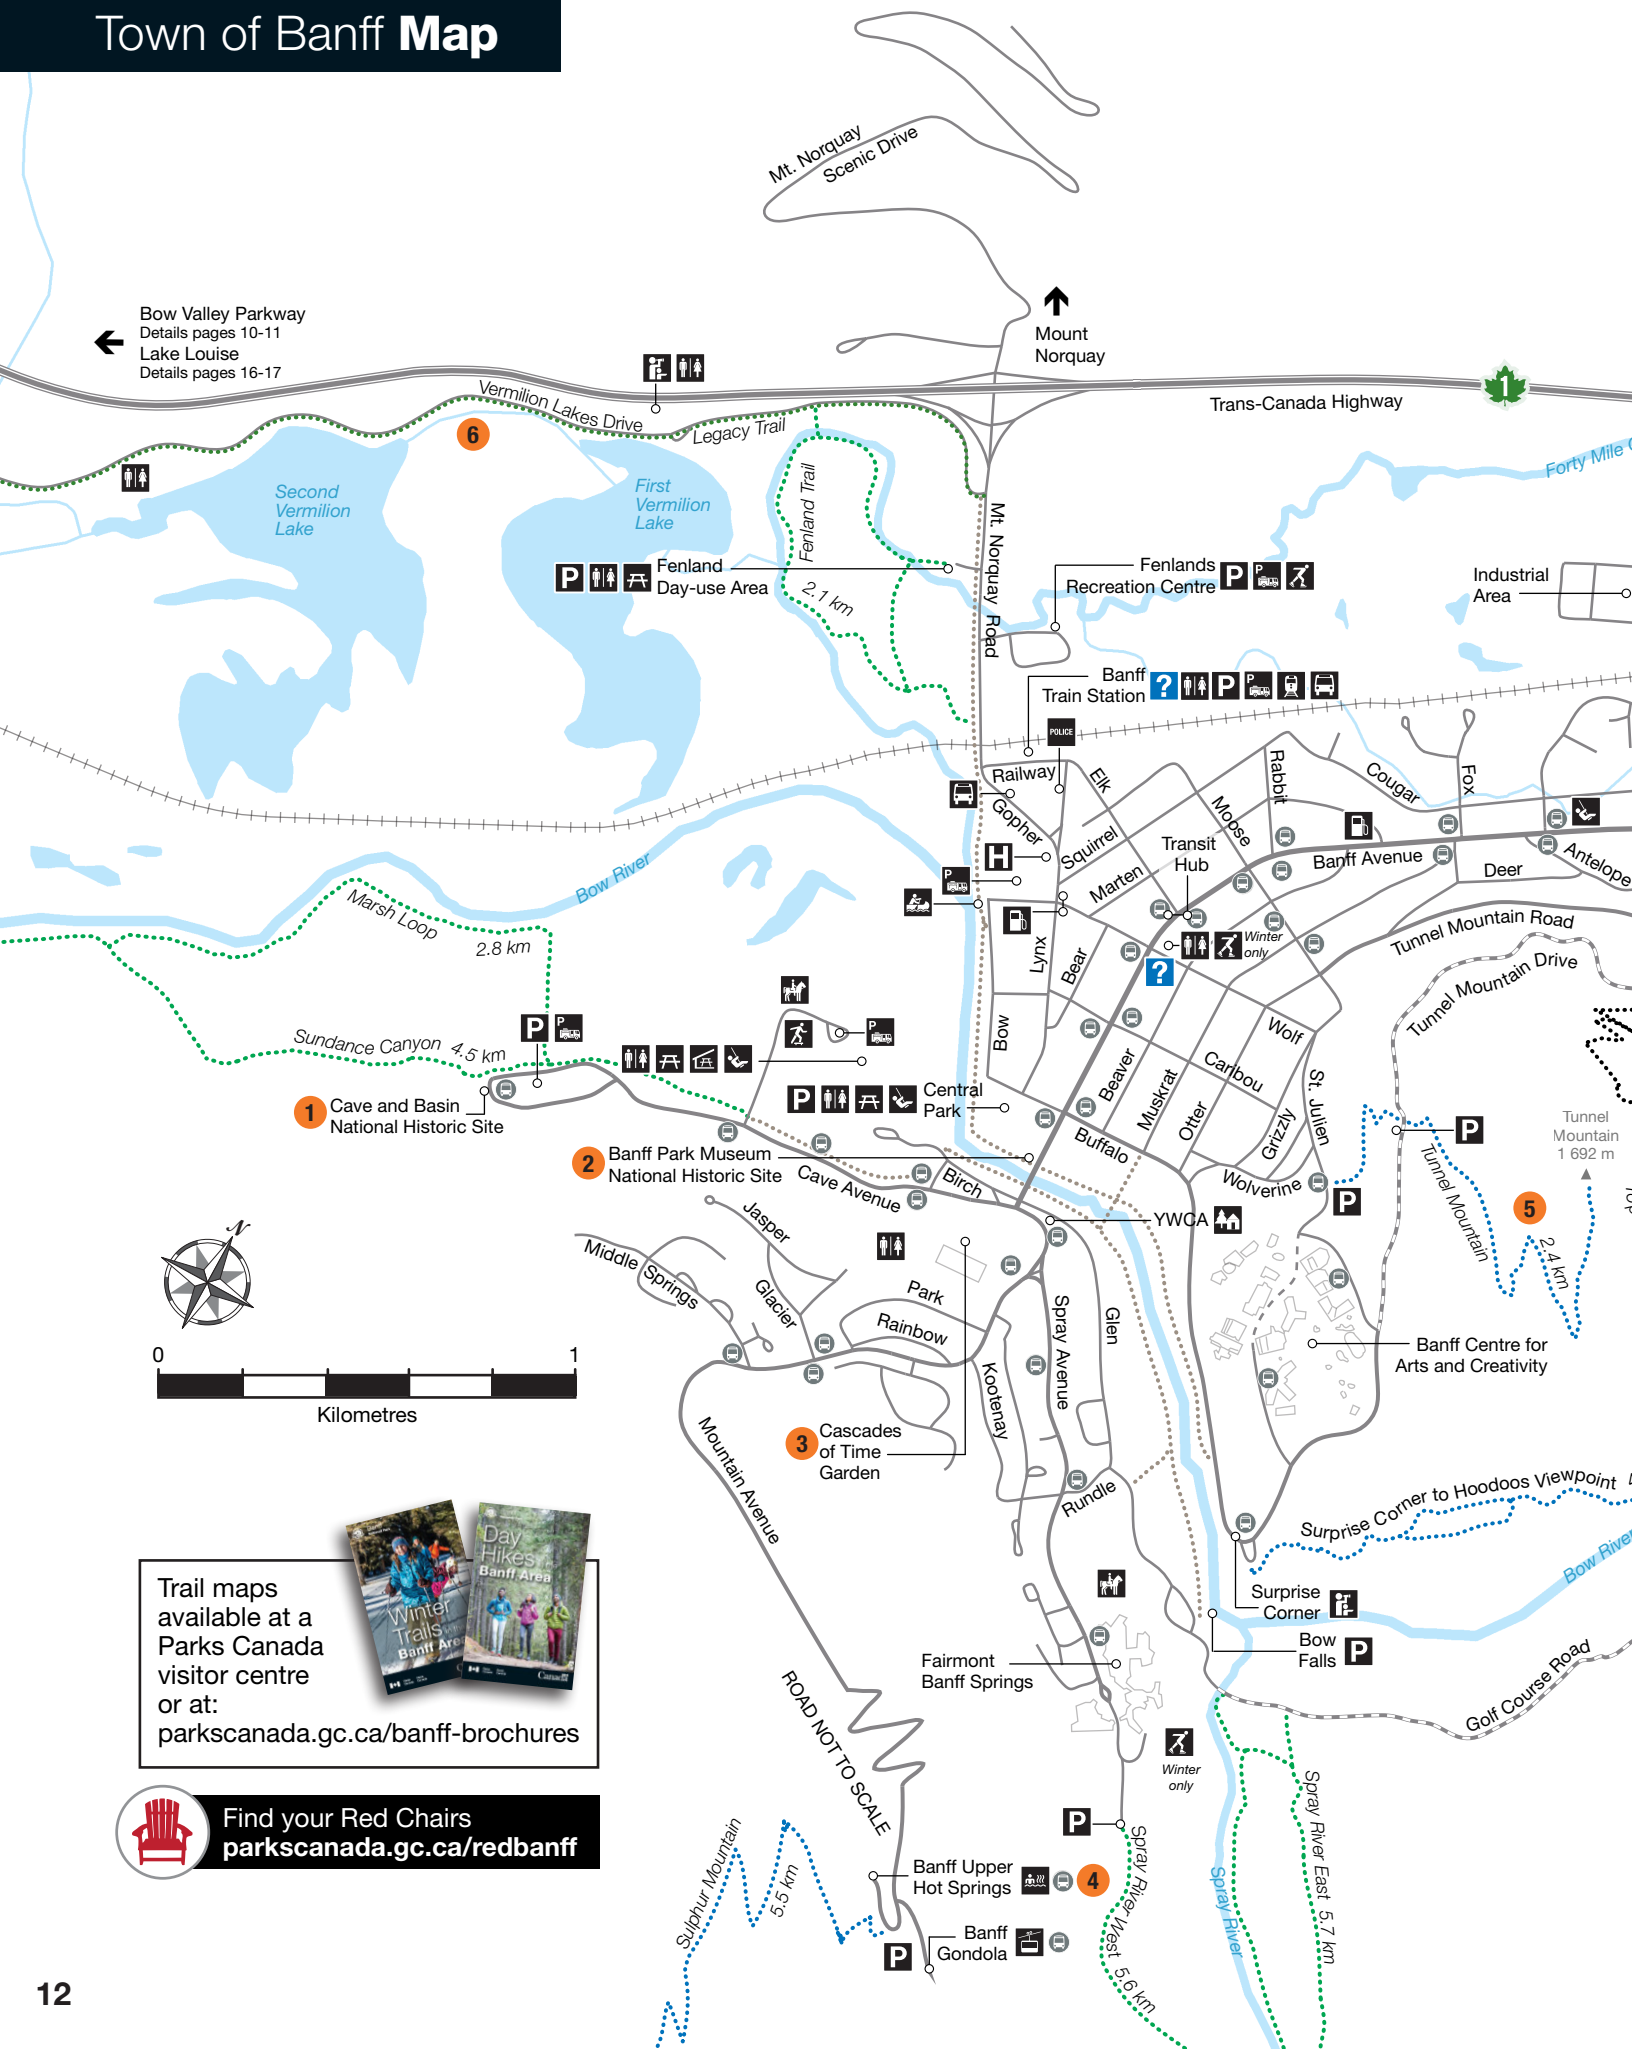 Town of Banff Map
Mt. Norquay
Scenic Drive
Bow Valley Parkway
Details pages 10-11
Lake Louise
Details pages 16-17
Mount
Norquay
1
Trans-Canada Highway
Vermilion Lakes Drive
Legacy Trail
6
Forty Mile
Second
Vermilion
Lake
First
Vermilion
Lake
Fenland Trail
2.1 km
Mt. Norquay Road
P
Fenland
Day-use Area
Fenlands
Recreation Centre
P
P
Industrial
Area
Banff
Train Station
?
P
P
POLICE
Railway
Elk
Gopher
Squirrel
Marten
Moose
Rabbit
Cougar
Fox
H
P
Transit
Hub
Banff Avenue
Deer
Antelope
Tunnel Mountain Road
Tunnel Mountain Drive
Winter
only
?
Lynx
Bear
Bow
Wolf
Caribou
Beaver
Muskrat
Otter
Grizzly
St. Julien
Buffalo
Wolverine
Bow River
Marsh Loop
2.8 km
Sundance Canyon 4.5 km
P
P
P
1
Cave and Basin
National Historic Site
P
Central
Park
2
Banff Park Museum
National Historic Site
Cave Avenue
Birch
YWCA
P
P
Tunnel
Mountain
1 692 m
Tunnel Mountain
5
2.4 km
Jasper
Middle Springs
Glacier
Park
Rainbow
Kootenay
Spray Avenue
Glen
Banff Centre for
Arts and Creativity
N
0
1
Kilometres
3
Cascades
of Time
Garden
Mountain Avenue
Rundle
Surprise Corner to Hoodoos Viewpoint
Bow River
Surprise
Corner
Bow
Falls
P
Golf Course Road
Fairmont
Banff Springs
Winter
only
ROAD NOT TO SCALE
Winter
Trails
Banff Area
Day
Hikes
Banff Area
Canada
Trail maps
available at a
Parks Canada
visitor centre
or at:
parkscanada.gc.ca/banff-brochures
Find your Red Chairs
parkscanada.gc.ca/redbanff
P
Sulphur Mountain
5.5 km
Banff Upper
Hot Springs
4
P
Banff
Gondola
Spray River West 5.6 km
Spray River
Spray River East 5.7 km
12